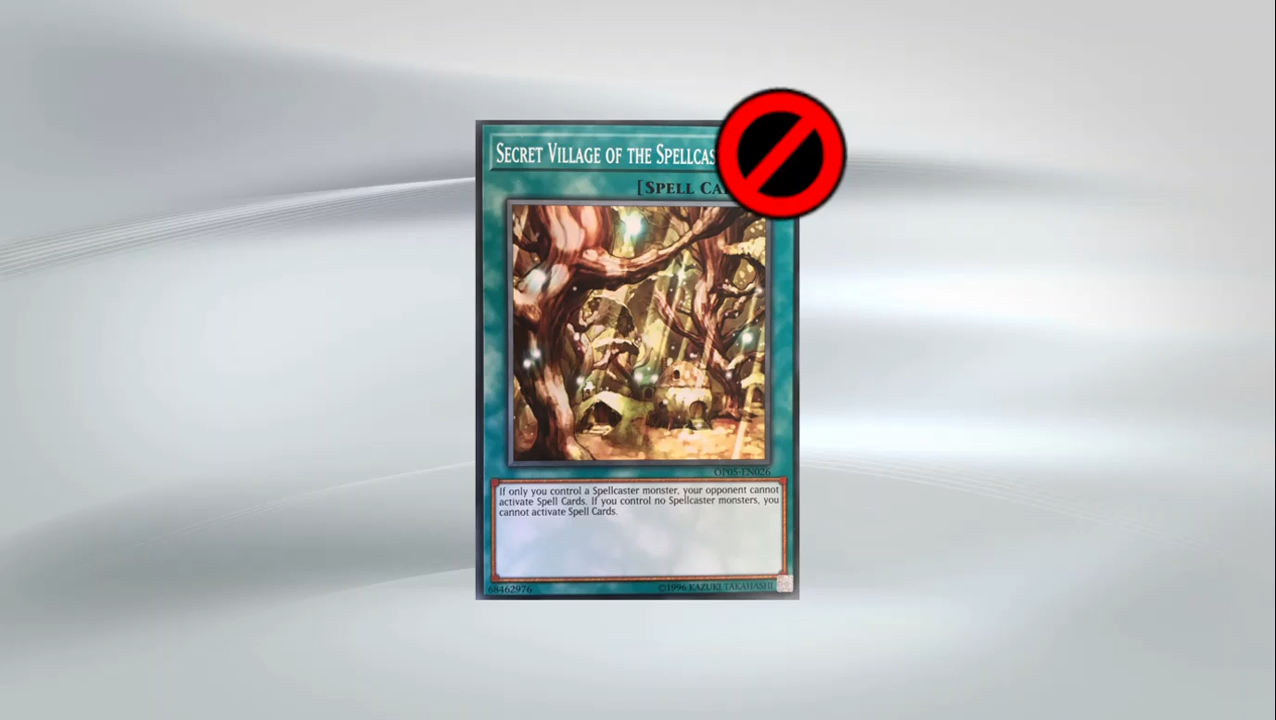 SECRET VILLAGE OF THE SPELLCAS
[SPELL CA
OP05-EN026
If only you control a Spellcaster monster, your opponent cannot
activate Spell Cards. If you control no Spellcaster monsters, you
cannot activate Spell Cards.
68462976
©1996 KAZUKI TAKAHASHI